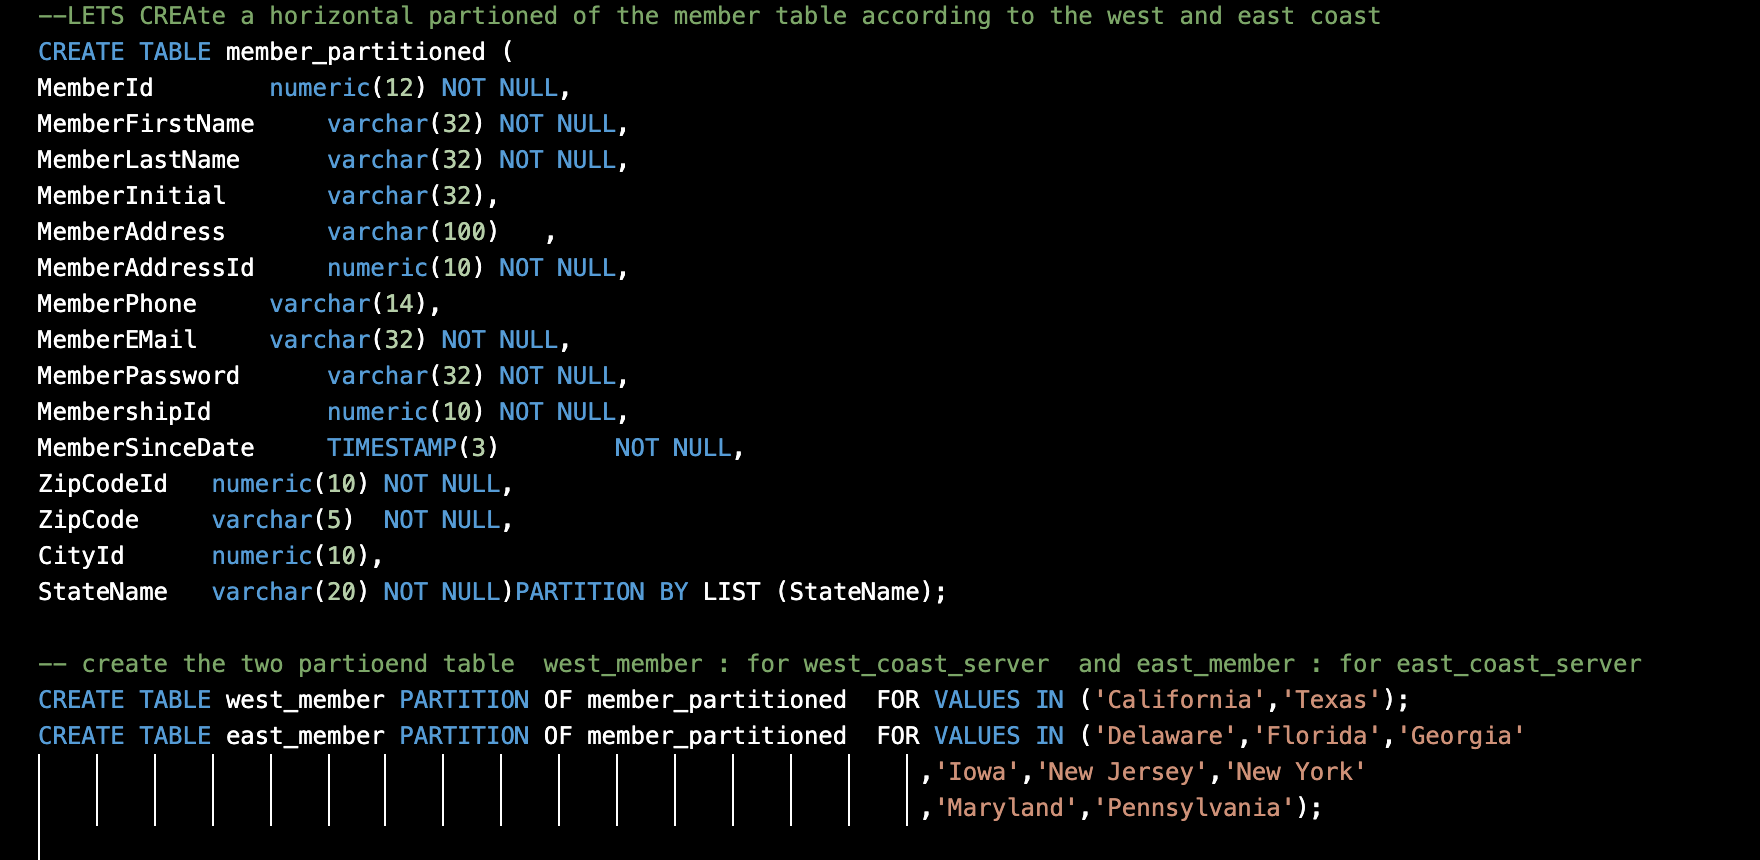 --LETS CREAte a horizontal partioned of the member table according to the west and east coast
CREATE TABLE member_partitioned (
MemberId        numeric(12) NOT NULL,
MemberFirstName     varchar(32) NOT NULL,
MemberLastName      varchar(32) NOT NULL,
MemberInitial       varchar(32),
MemberAddress       varchar(100)   ,
MemberAddressId     numeric(10) NOT NULL,
MemberPhone     varchar(14),
MemberEMail     varchar(32) NOT NULL,
MemberPassword      varchar(32) NOT NULL,
MembershipId        numeric(10) NOT NULL,
MemberSinceDate     TIMESTAMP(3)        NOT NULL,
ZipCodeId   numeric(10) NOT NULL,
ZipCode     varchar(5)  NOT NULL,
CityId      numeric(10),
StateName   varchar(20) NOT NULL)PARTITION BY LIST (StateName);
-- create the two partioend table  west_member : for west_coast_server  and east_member : for east_coast_server
CREATE TABLE west_member PARTITION OF member_partitioned  FOR VALUES IN ('California','Texas');
CREATE TABLE east_member PARTITION OF member_partitioned  FOR VALUES IN ('Delaware','Florida','Georgia'
,'Iowa','New Jersey','New York'
,'Maryland','Pennsylvania');